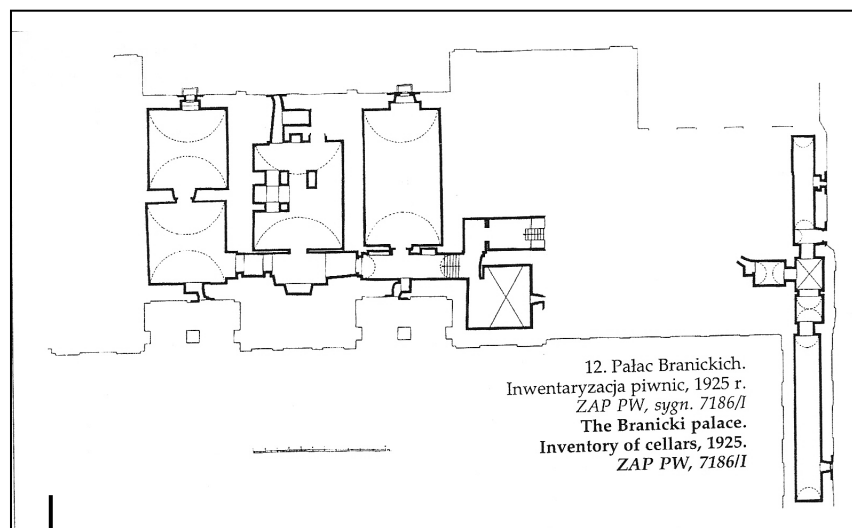 12. Pałac Branickich.
Inwentaryzacja piwnic, 1925 r.
ZAP PW, sygn. 7186/I
The Branicki palace.
Inventory of cellars, 1925.
ZAP PW, 7186/I